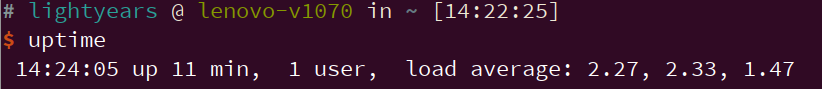 # lightyears @ lenovo-v1070 in ~ [14:22:25]
$ uptime
 14:24:05 up 11 min,  1 user,  load average: 2.27, 2.33, 1.47